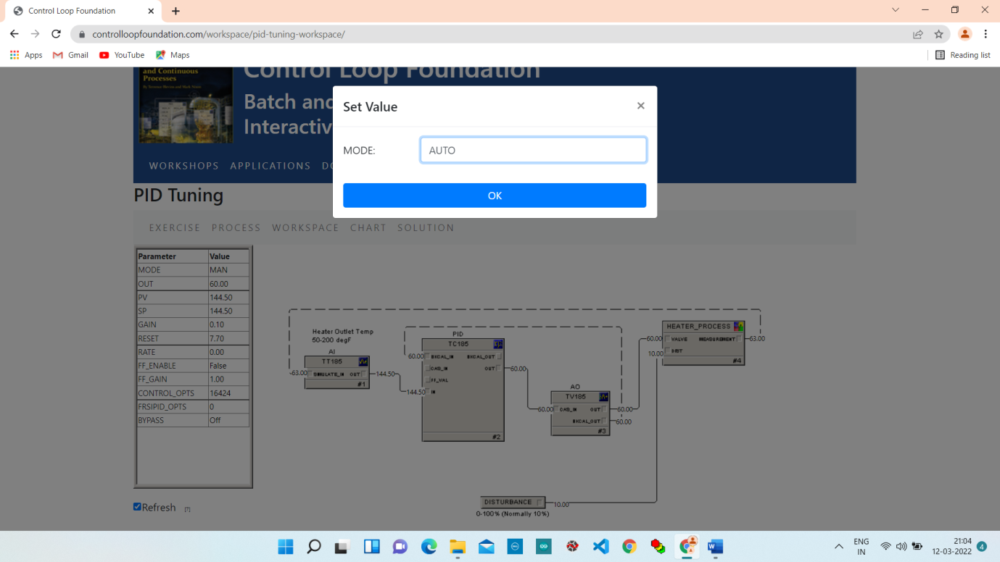 Control Loop Foundation
controlloopfoundation.com/workspace/pid-tuning-workspace/
Apps Gmail YouTube Maps Reading list
and Continuous
Processes
Control Loop Foundation
Batch and
Interactiv
WORKSHOPS APPLICATIONS
Set Value ×
MODE: AUTO
OK
PID Tuning
EXERCISE PROCESS WORKSPACE CHART SOLUTION
Parameter Value
MODE MAN
OUT 60.00
PV 144.50
SP 144.50
GAIN 0.10
RESET 7.70
RATE 0.00
FF_ENABLE False
FF_GAIN 1.00
CONTROL_OPTS 16424
FRSIPID_OPTS 0
BYPASS Off
Heater Outlet Temp
50-200 degF
AI
TT185
63.00 SIMULATE_IN OUT 144.50
#1
PID
TC185
60.00 BKCAL_IN BKCAL_OUT
CAS_IN OUT 60.00
FF_VAL
144.50 IN
#2
AO
TV185
60.00 CAS_IN OUT 60.00
BKCAL_OUT 60.00
#3
HEATER_PROCESS
60.00 VALVE MEASUREMENT 63.00
10.00 DIST
#4
DISTURBANCE 10.00
0-100% (Normally 10%)
Refresh [?]
ENG
IN
21:04
12-03-2022
4